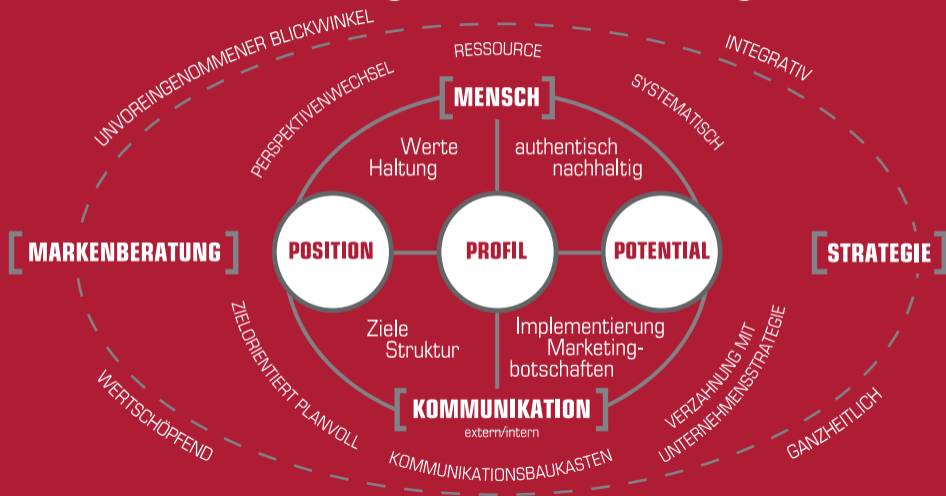 UNVOREINGENOMMENER BLICKWINKEL
RESSOURCE
INTEGRATIV
PERSPEKTIVENWECHSEL
[MENSCH]
SYSTEMATISCH
Werte
Haltung
authentisch
nachhaltig
[MARKENBERATUNG]
POSITION
PROFIL
POTENTIAL
[STRATEGIE]
Ziele
Struktur
Implementierung
Marketing-
botschaften
ZIELORIENTIERT PLANVOLL
[KOMMUNIKATION]
extern/intern
VERZAHNUNG MIT
UNTERNEHMENSSTRATEGIE
WERTSCHÖPFEND
KOMMUNIKATIONSBAUKASTEN
GANZHEITLICH